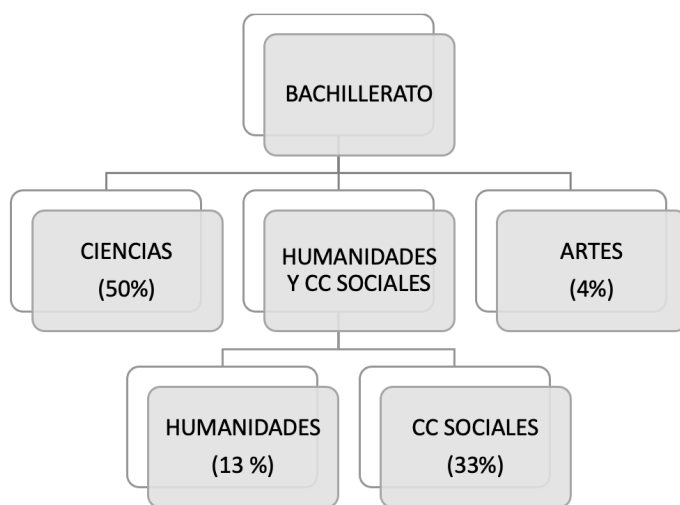 BACHILLERATO
CIENCIAS
(50%)
HUMANIDADES
Y CC SOCIALES
ARTES
(4%)
HUMANIDADES
(13 %)
CC SOCIALES
(33%)